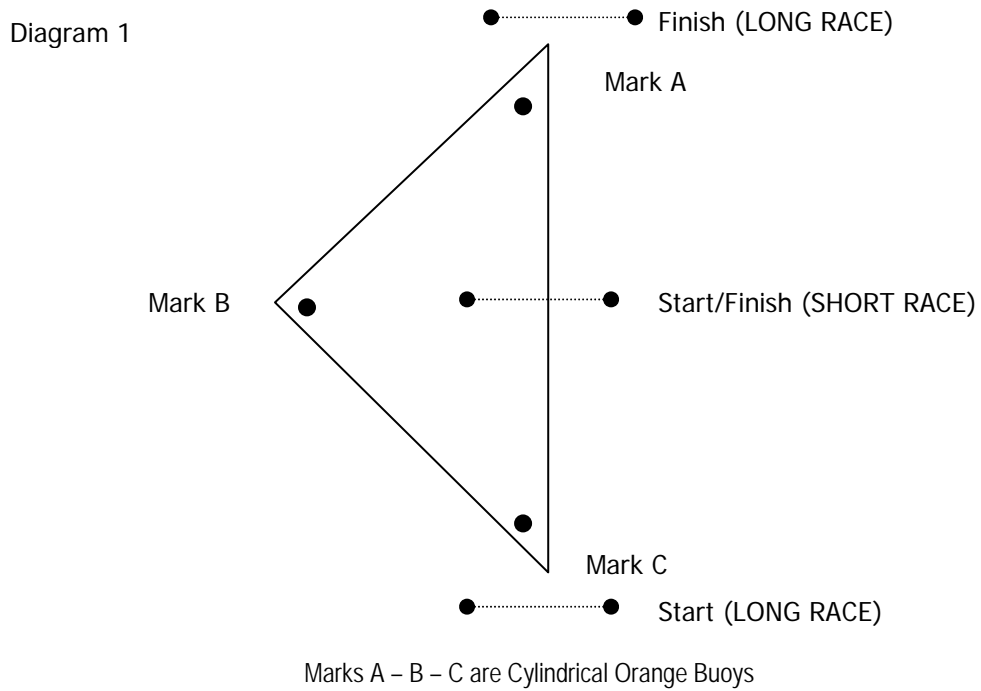 Diagram 1
Finish (LONG RACE)
Mark A
Mark B
Start/Finish (SHORT RACE)
Mark C
Start (LONG RACE)
Marks A – B – C are Cylindrical Orange Buoys